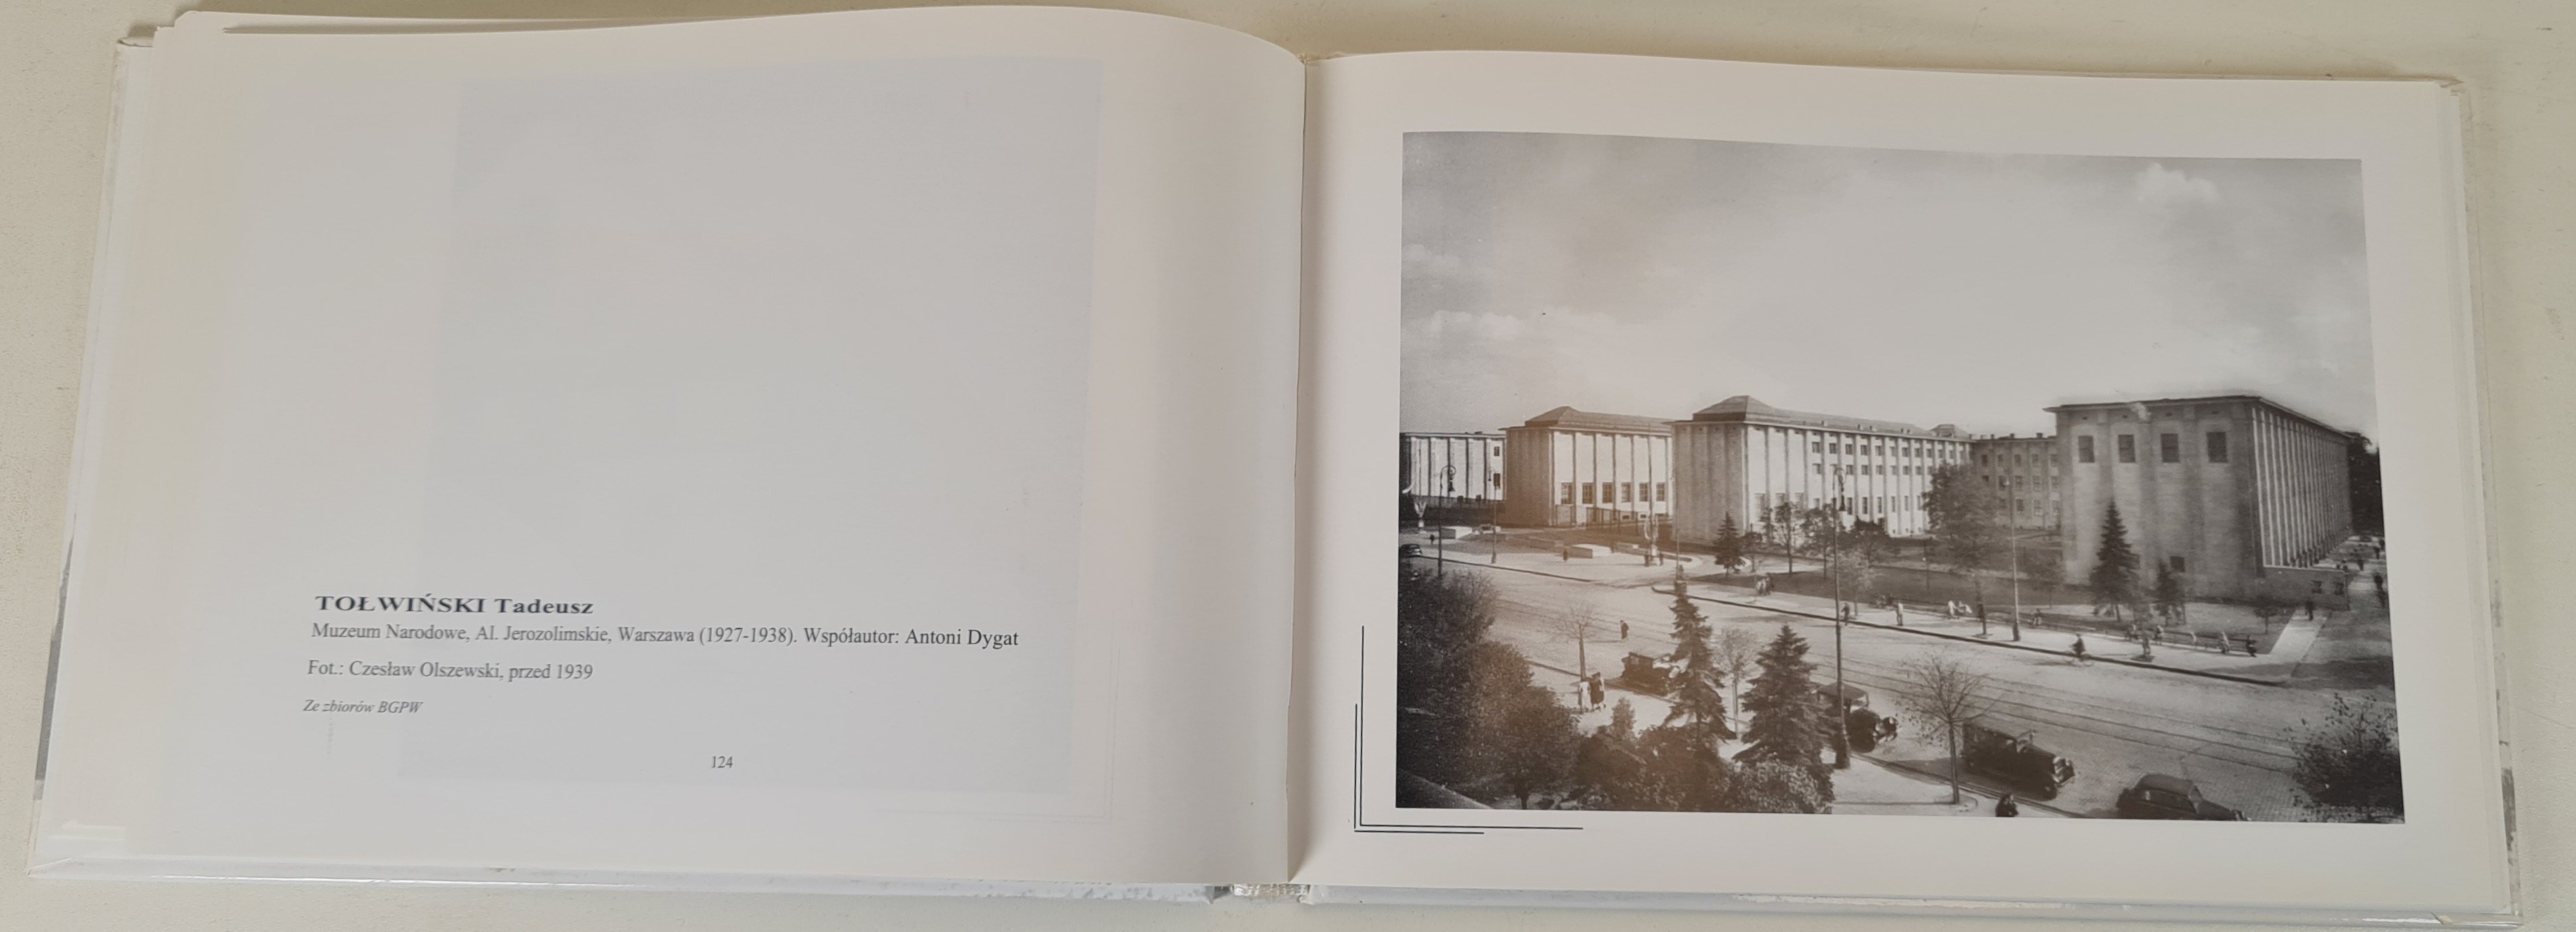 TOŁWIŃSKI Tadeusz
Muzeum Narodowe, Al. Jerozolimskie, Warszawa (1927-1938). Współautor: Antoni Dygat
Fot.: Czesław Olszewski, przed 1939
Ze zbiorów BGPW
124